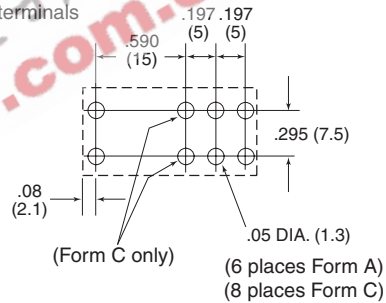 terminals
.197 .197
(5) (5)
.590
(15)
.com.
.295 (7.5)
.08
(2.1)
.05 DIA. (1.3)
(Form C only)
(6 places Form A)
(8 places Form C)